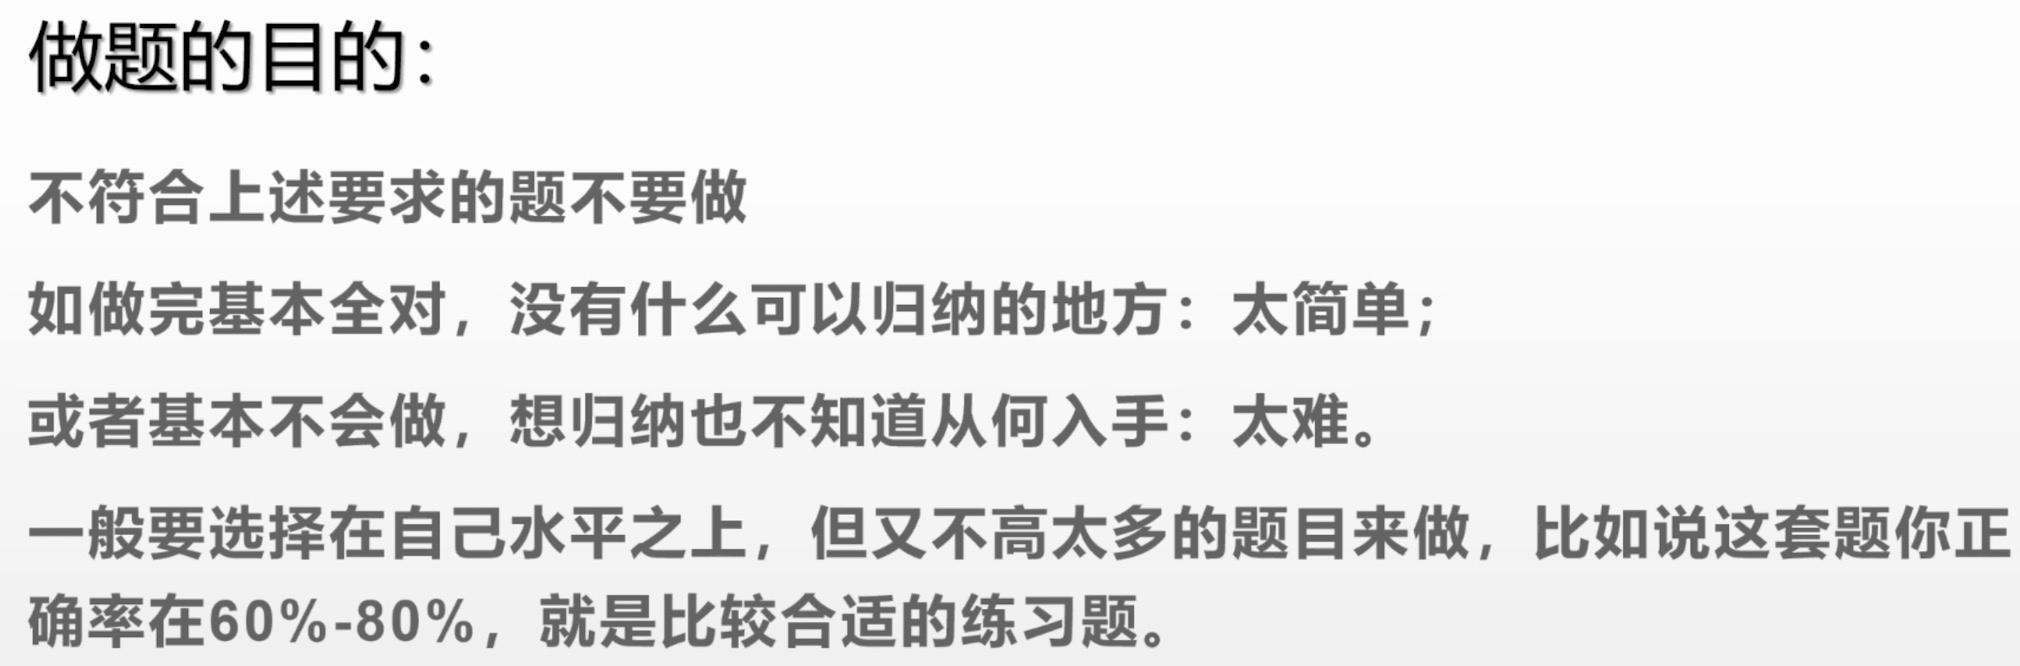 做题的目的：
不符合上述要求的题不要做
如做完基本全对，没有什么可以归纳的地方：太简单；
或者基本不会做，想归纳也不知道从何入手：太难。
一般要选择在自己水平之上，但又不高太多的题目来做，比如说这套题你正
确率在60%-80%，就是比较合适的练习题。